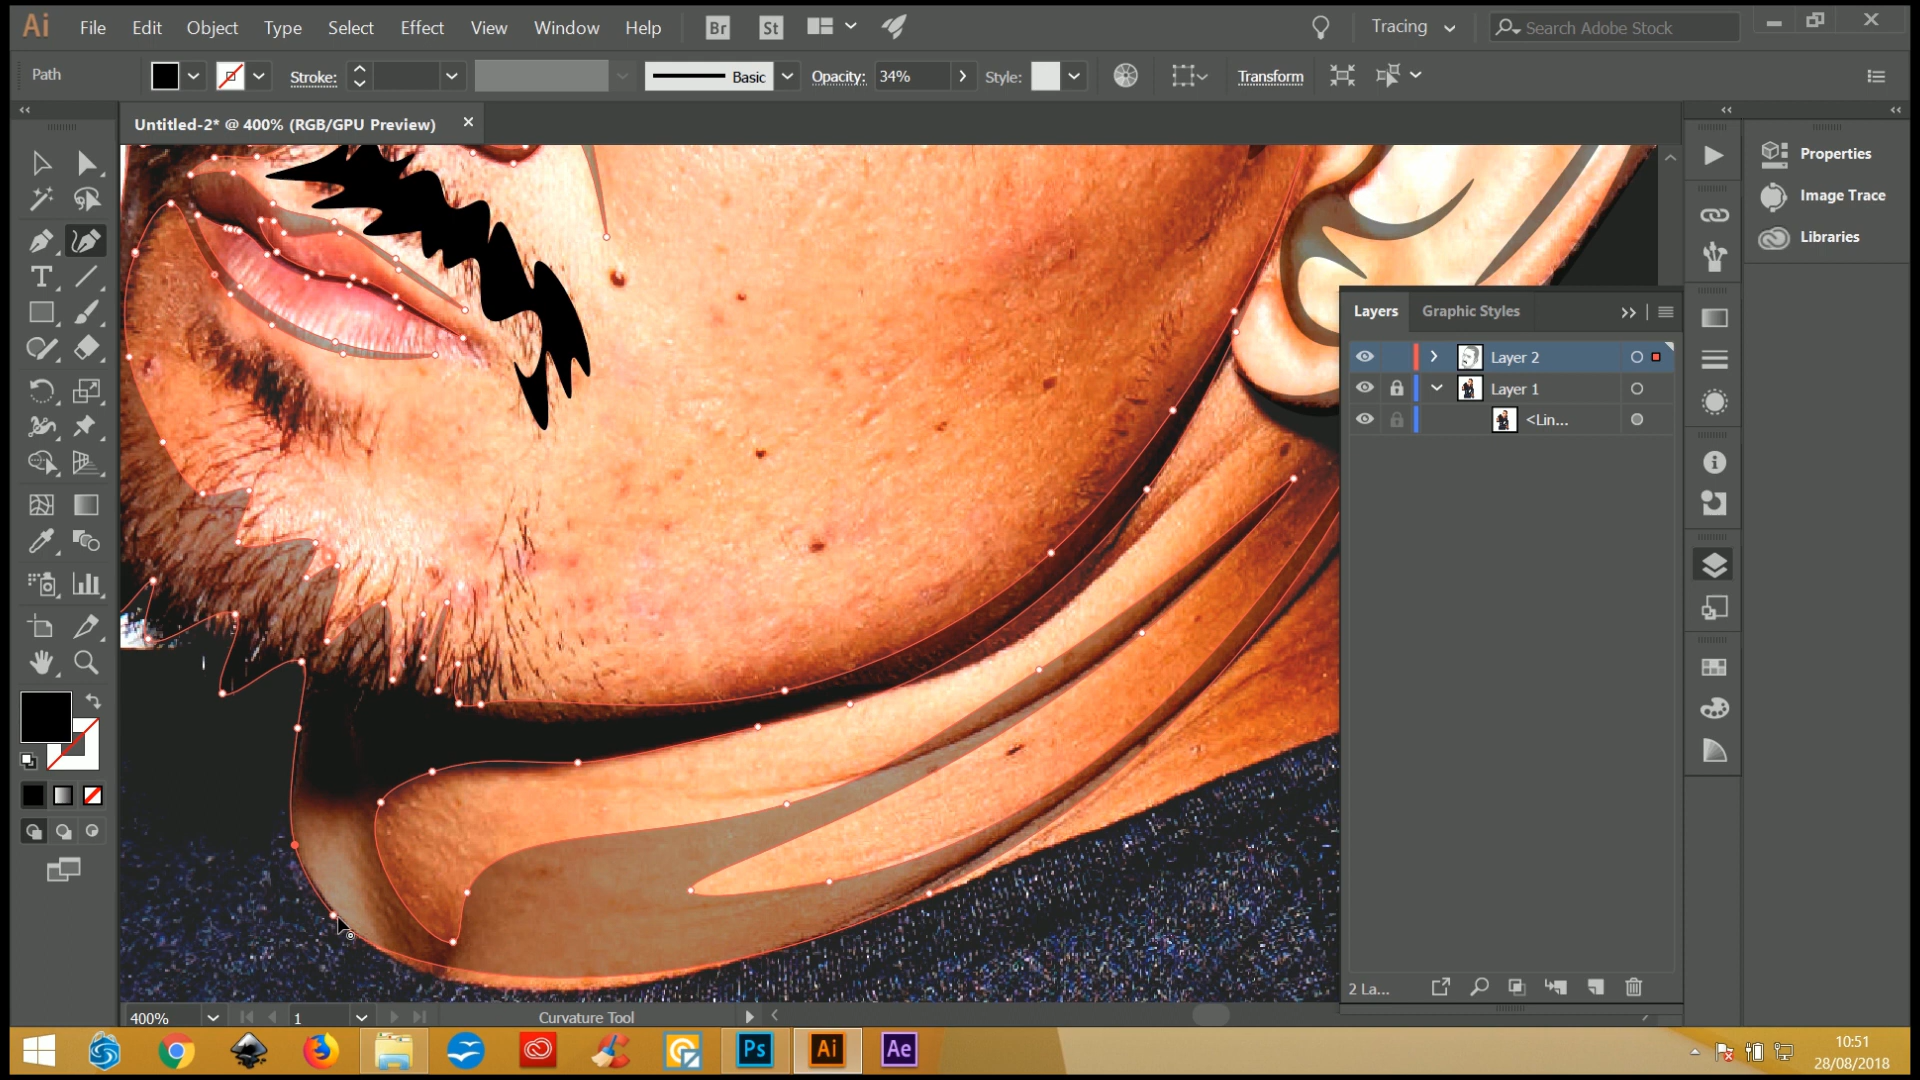 Ai File Edit Object Type Select Effect View Window Help Br St Tracing Search Adobe Stock
Path Stroke: Basic Opacity: 34% Style: Transform
Untitled-2* @ 400% (RGB/GPU Preview)
Properties
Image Trace
Libraries
Layers Graphic Styles
Layer 2
Layer 1
<Lin...
2 La...
400% 1 Curvature Tool
Ps Ai Ae
10:51
28/08/2018